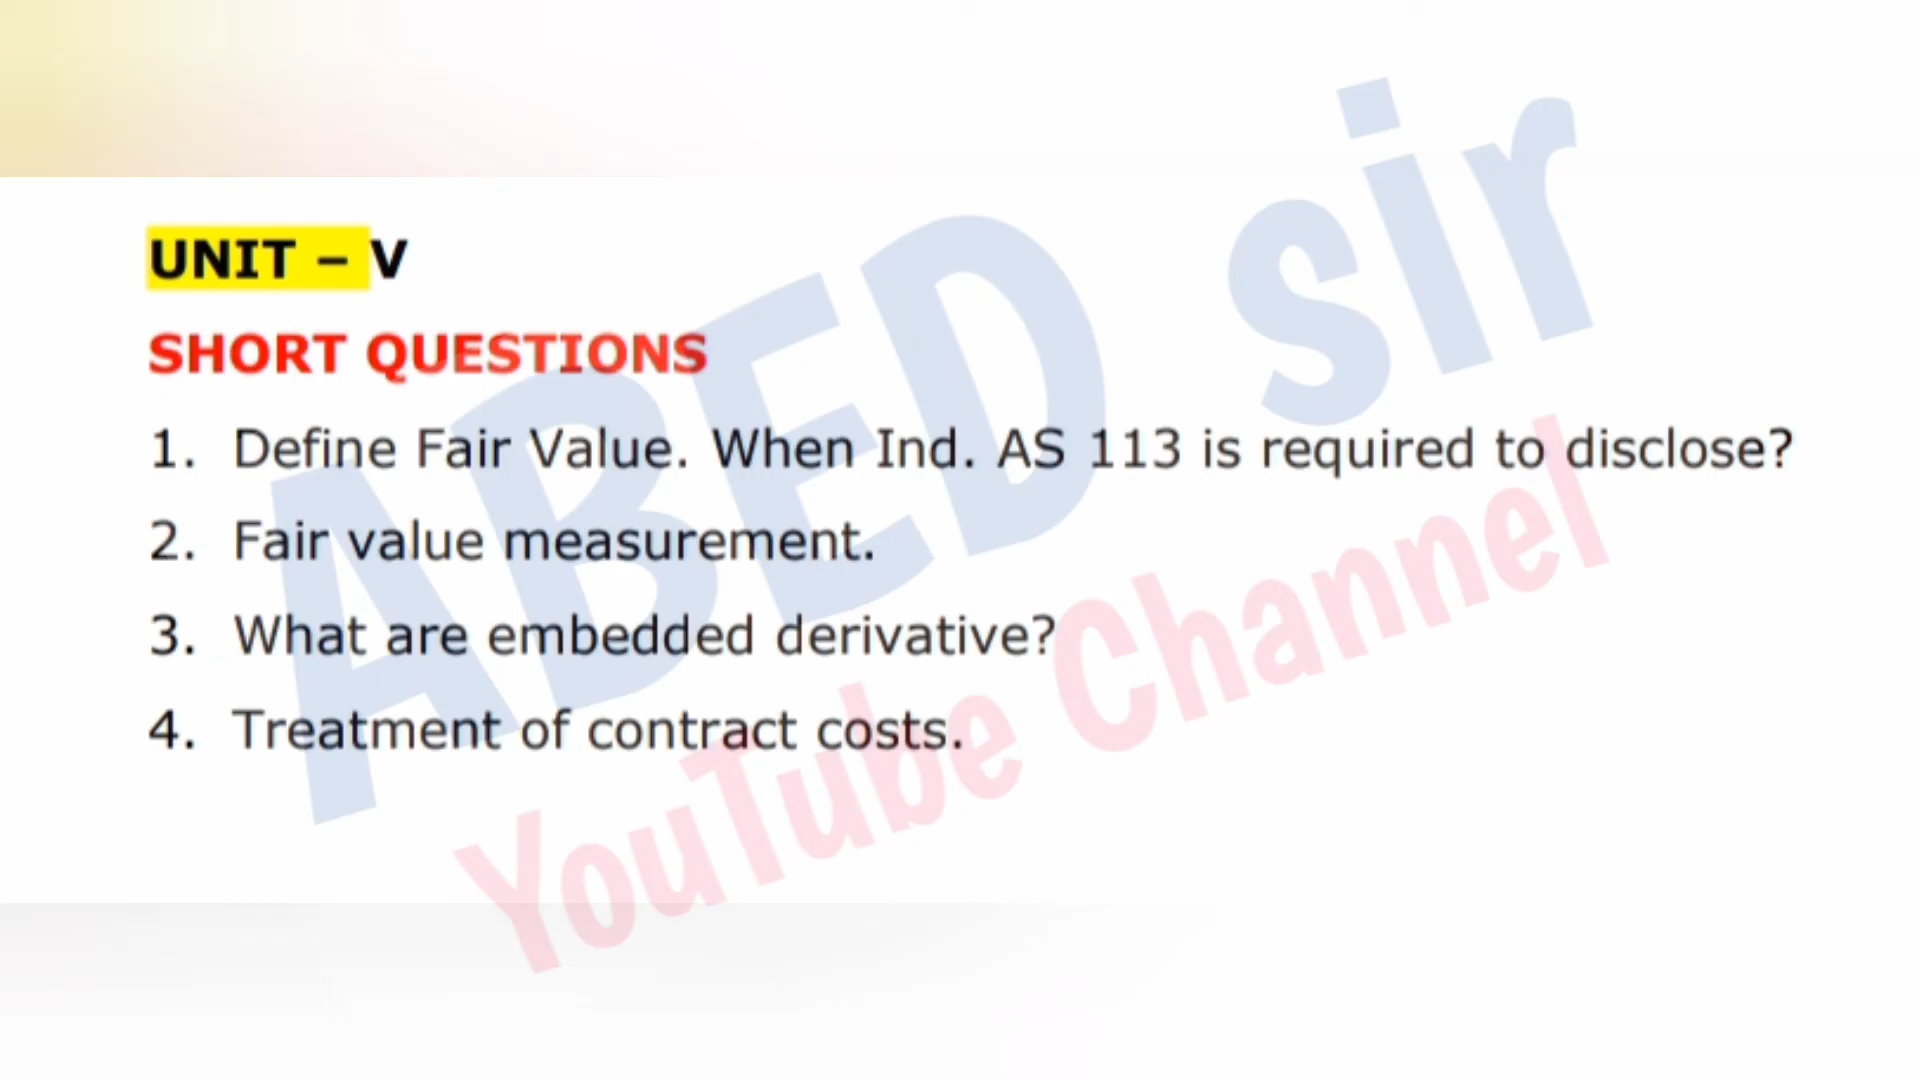 UNIT – V
SHORT QUESTIONS
1. Define Fair Value. When Ind. AS 113 is required to disclose?
2. Fair value measurement.
3. What are embedded derivative?
4. Treatment of contract costs.
ABED sir
YouTube Channel